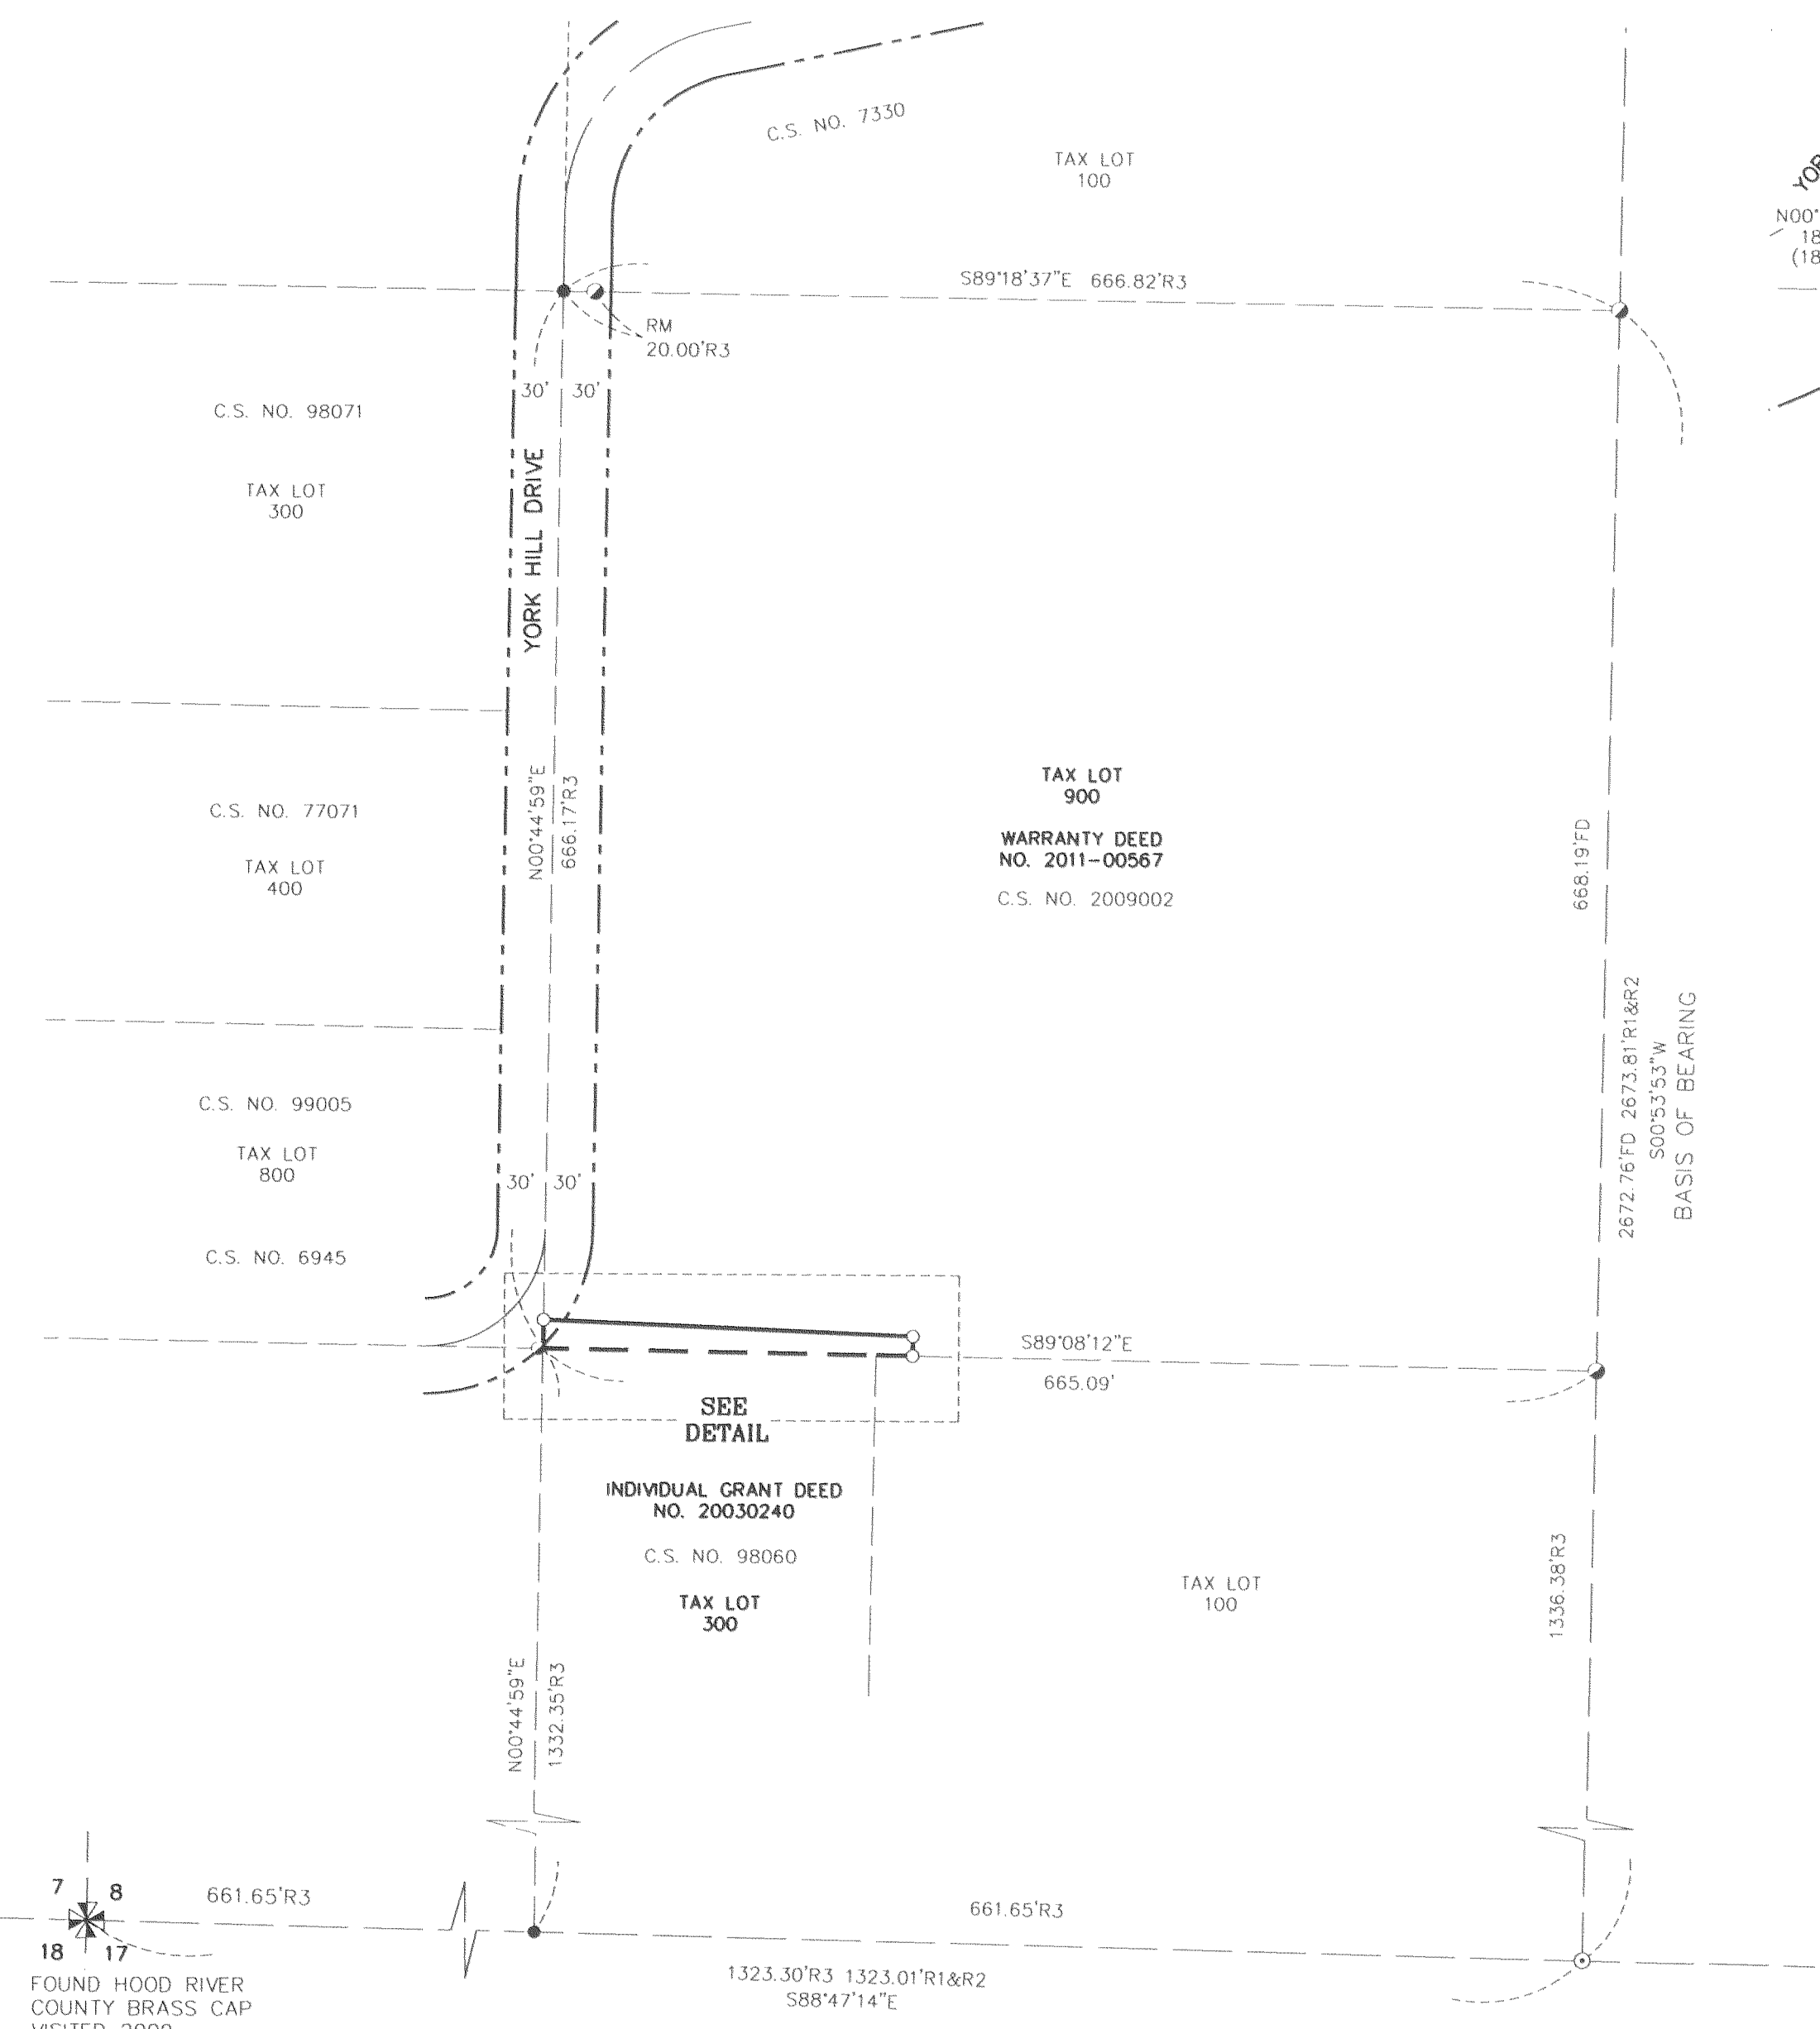 C.S. NO. 7330
TAX LOT
100
N00°
18
(18
S89°18'37"E 666.82'R3
RM
20.00'R3
30' 30'
C.S. NO. 98071
TAX LOT
300
YORK HILL DRIVE
N00°44'59"E
666.17'R3
C.S. NO. 77071
TAX LOT
400
TAX LOT
900
WARRANTY DEED
NO. 2011-00567
C.S. NO. 2009002
668.19'FD
2672.76'FD 2673.81'R1&R2
S00°53'53"W
BASIS OF BEARING
C.S. NO. 99005
TAX LOT
800
30' 30'
C.S. NO. 6945
S89°08'12"E
665.09'
SEE
DETAIL
INDIVIDUAL GRANT DEED
NO. 20030240
C.S. NO. 98060
TAX LOT
300
TAX LOT
100
1336.38'R3
N00°44'59"E
1332.35'R3
7 8
18 17
661.65'R3
661.65'R3
1323.30'R3 1323.01'R1&R2
S88°47'14"E
FOUND HOOD RIVER
COUNTY BRASS CAP